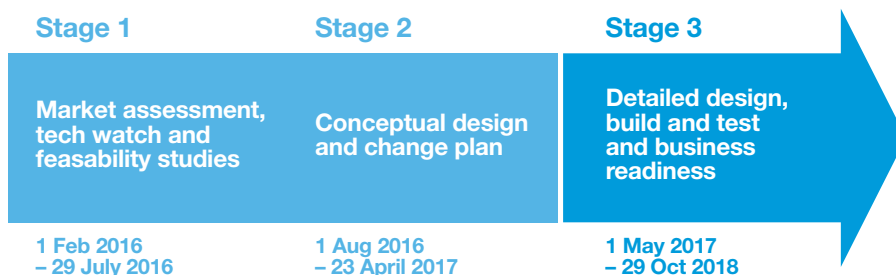 Stage 1
Market assessment,
tech watch and
feasability studies
1 Feb 2016
– 29 July 2016
Stage 2
Conceptual design
and change plan
1 Aug 2016
– 23 April 2017
Stage 3
Detailed design,
build and test
and business
readiness
1 May 2017
– 29 Oct 2018